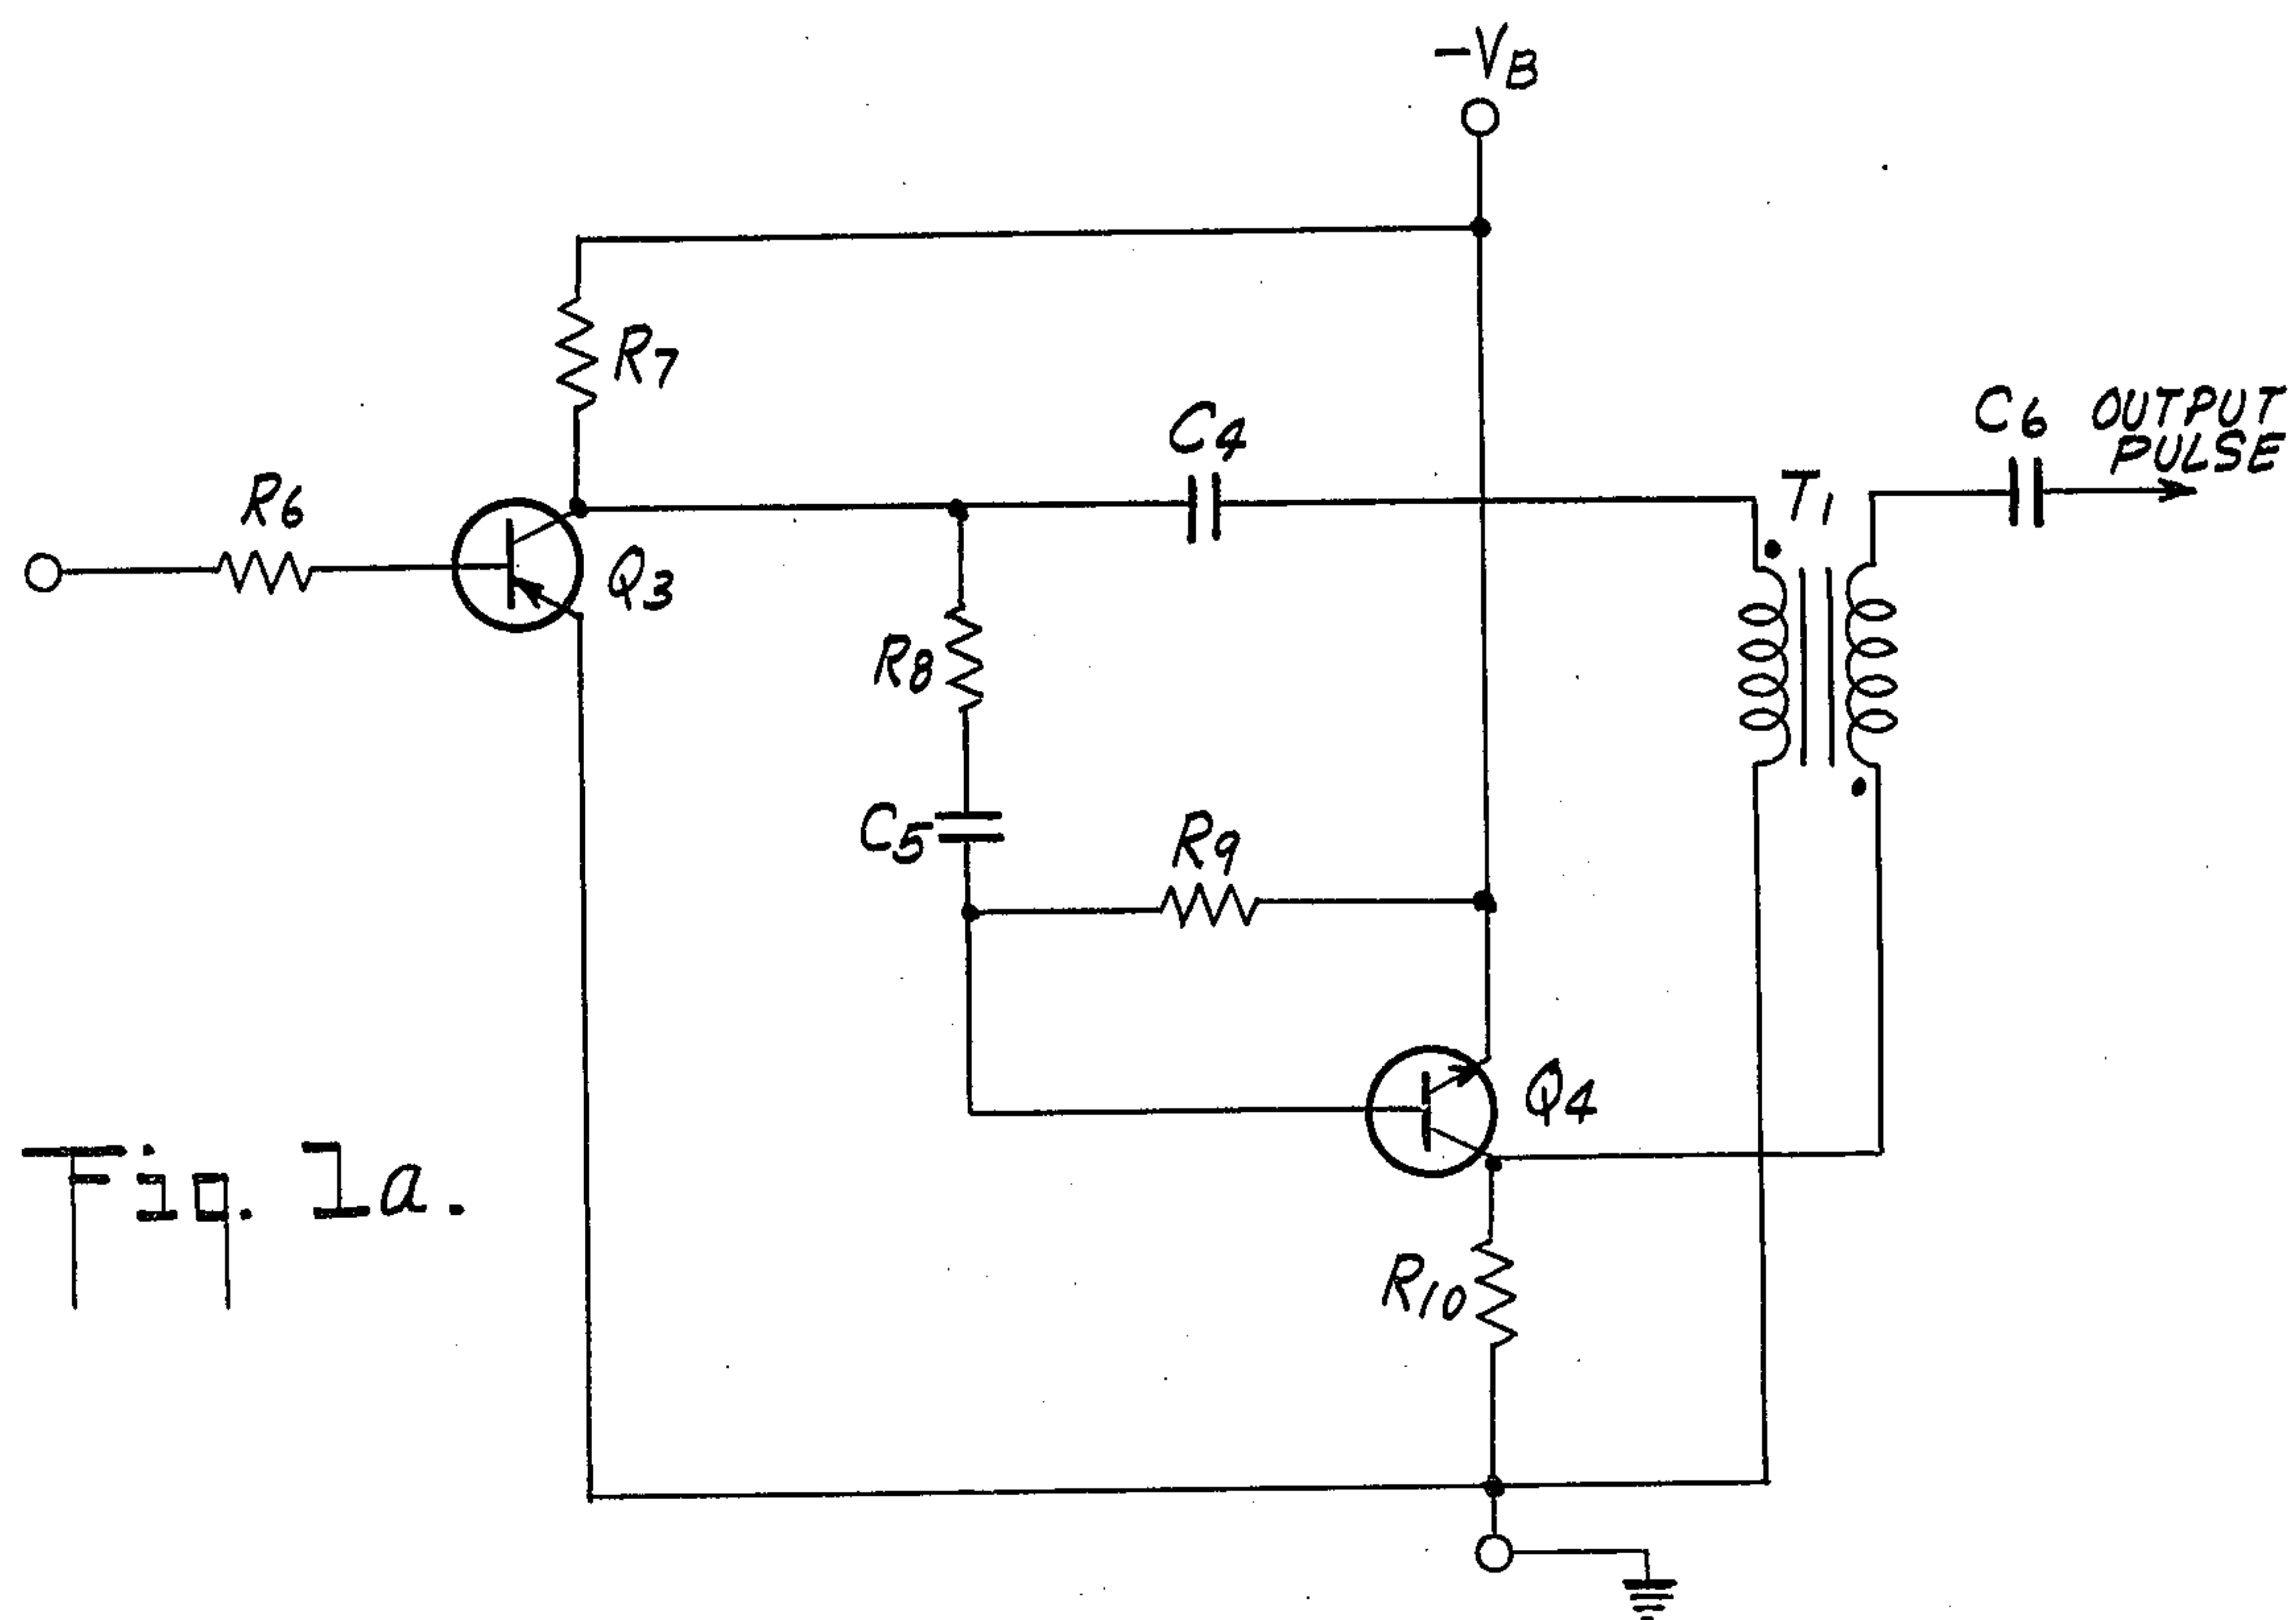 -VB
R7
C4
C6 OUTPUT
PULSE
T1
R6
Q3
R8
C5
R9
Q4
Fig. 1a.
R10